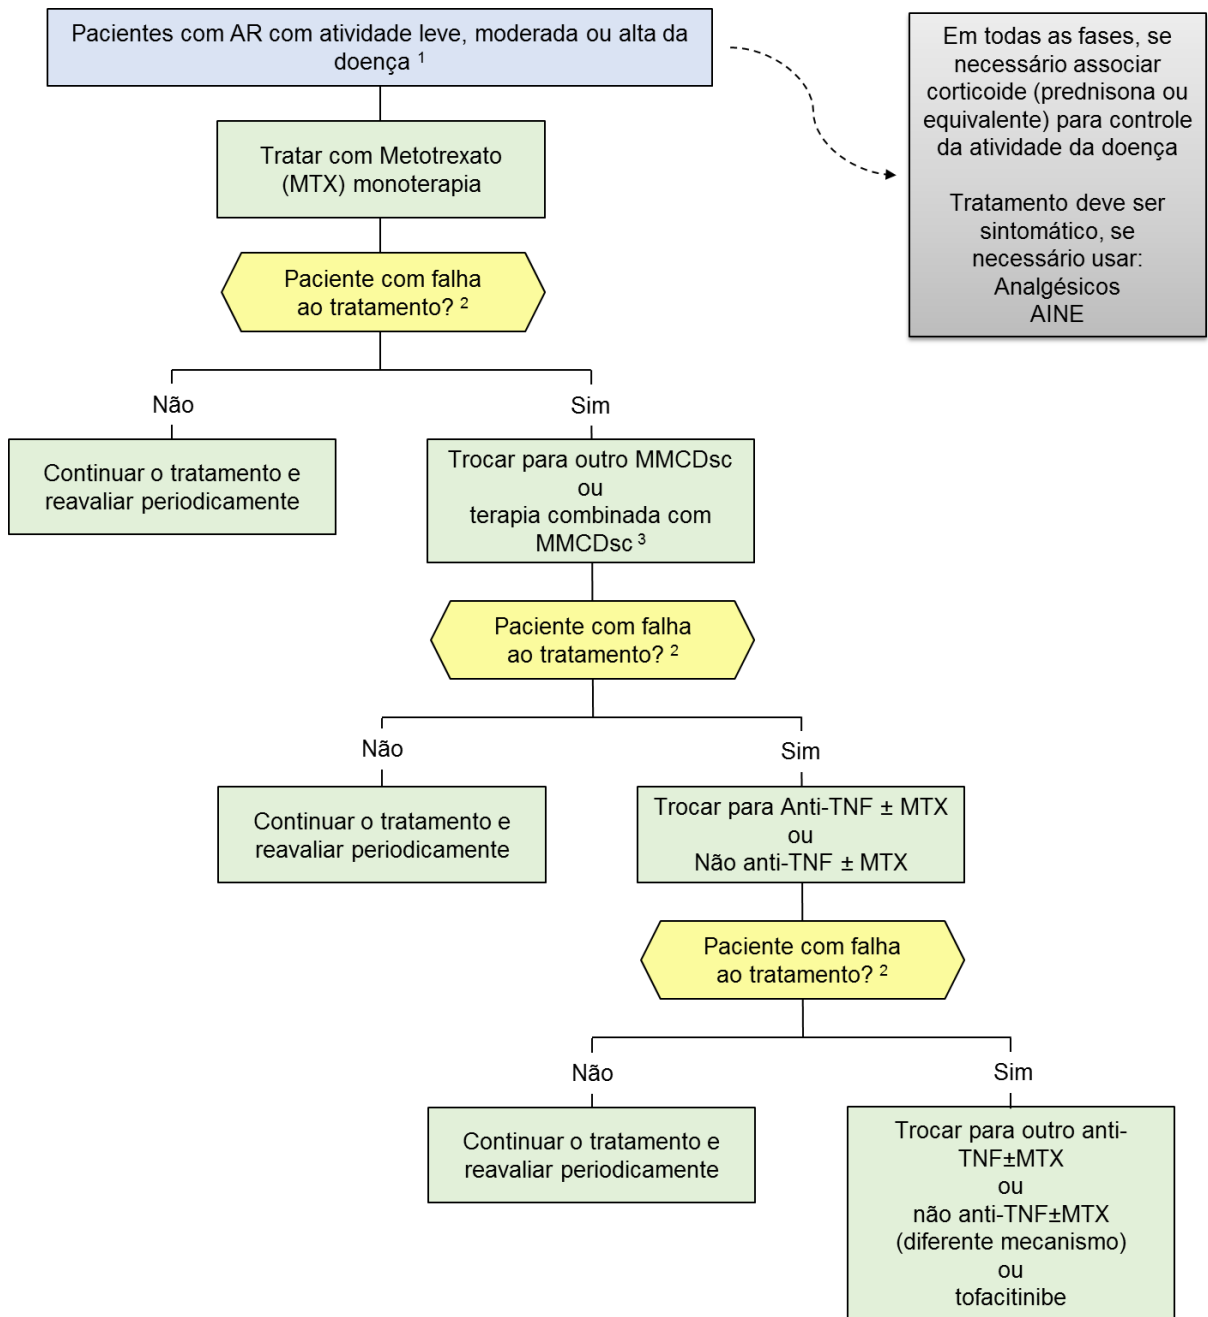 Pacientes com AR com atividade leve, moderada ou alta da
doença ¹
Em todas as fases, se
necessário associar
corticoide (prednisona ou
equivalente) para controle
da atividade da doença
Tratamento deve ser
sintomático, se
necessário usar:
Analgésicos
AINE
Tratar com Metotrexato
(MTX) monoterapia
Paciente com falha
ao tratamento? ²
Não
Sim
Continuar o tratamento e
reavaliar periodicamente
Trocar para outro MMCDsc
ou
terapia combinada com
MMCDsc ³
Paciente com falha
ao tratamento? ²
Não
Sim
Continuar o tratamento e
reavaliar periodicamente
Trocar para Anti-TNF ± MTX
ou
Não anti-TNF ± MTX
Paciente com falha
ao tratamento? ²
Não
Sim
Continuar o tratamento e
reavaliar periodicamente
Trocar para outro anti-
TNF±MTX
ou
não anti-TNF±MTX
(diferente mecanismo)
ou
tofacitinibe